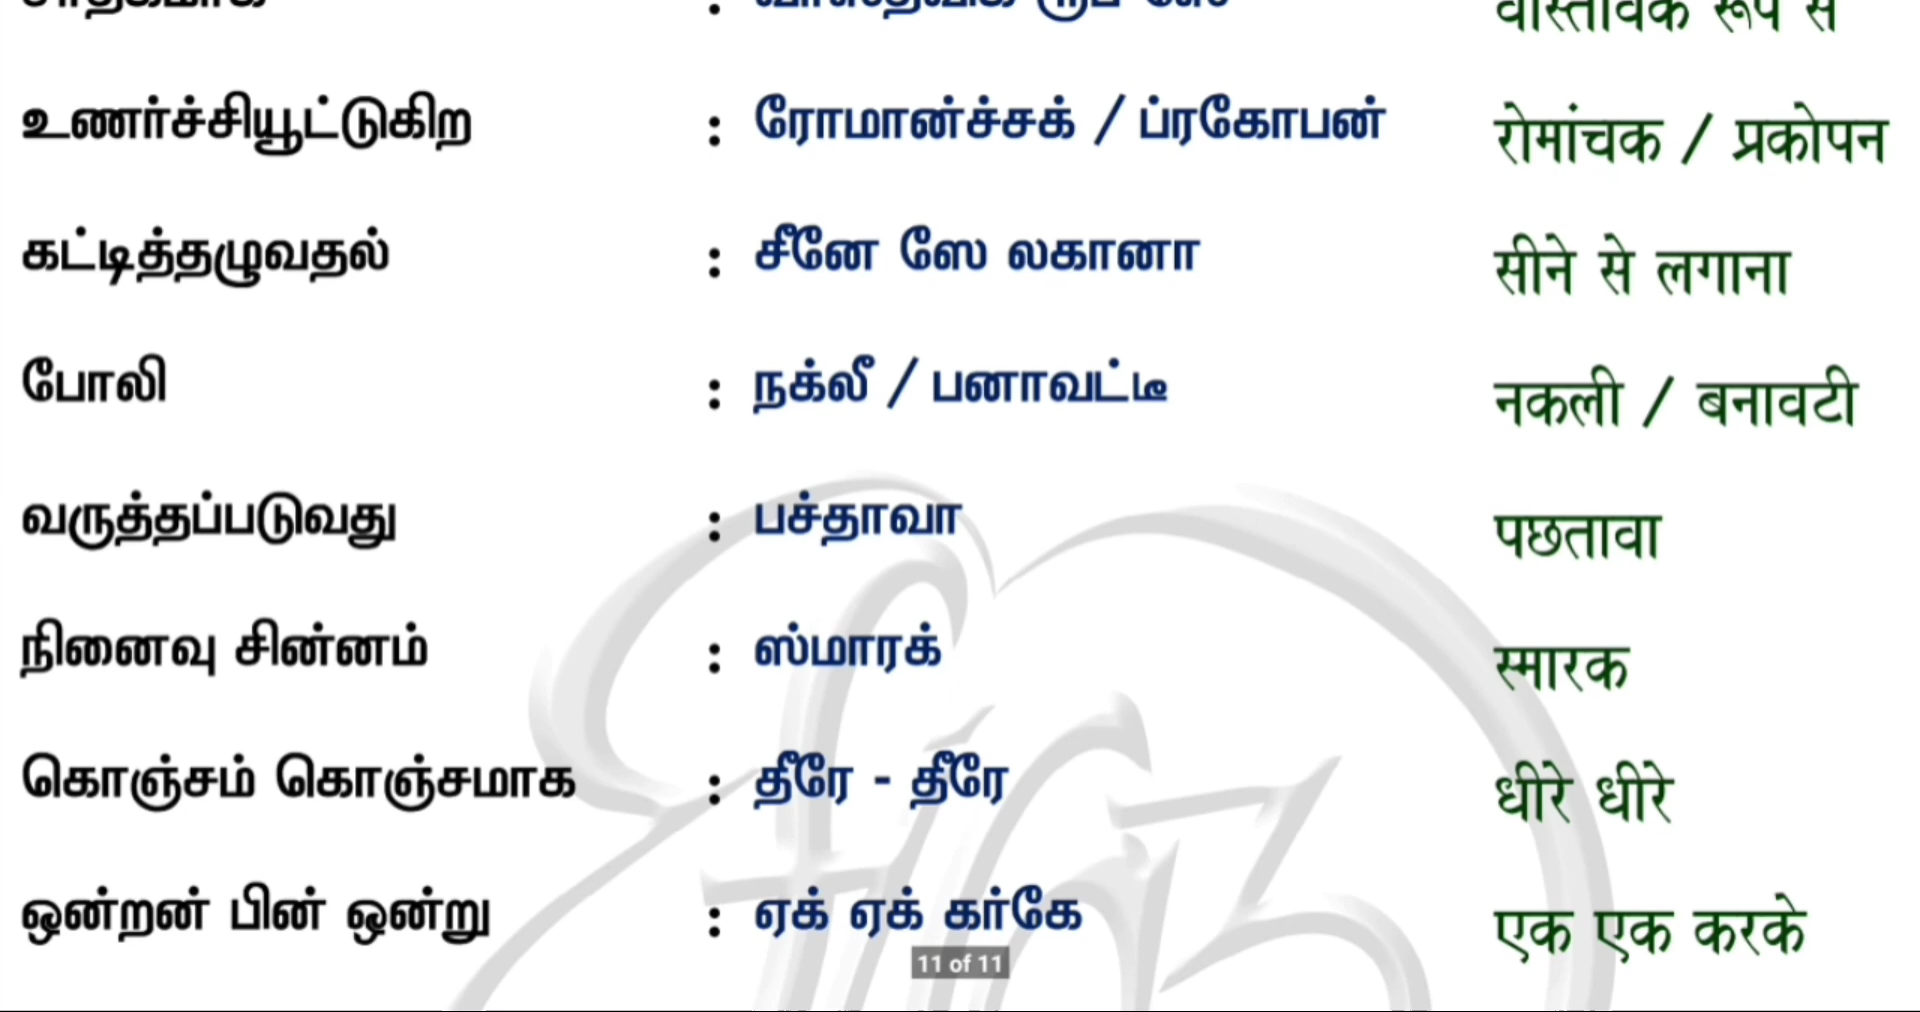 : वास्तविक रूप से
உணர்ச்சியூட்டுகிற : ரோமான்ச்சக் / ப்ரகோபன் रोमांचक / प्रकोपन
கட்டித்தழுவதல் : சீனே ஸே லகானா सीने से लगाना
போலி : நக்லீ / பனாவட்டீ नकली / बनावटी
வருத்தப்படுவது : பச்தாவா पछतावा
நினைவு சின்னம் : ஸ்மாரக் स्मारक
கொஞ்சம் கொஞ்சமாக : தீரே - தீரே धीरे धीरे
ஒன்றன் பின் ஒன்று : ஏக் ஏக் கர்கே एक एक करके
11 of 11